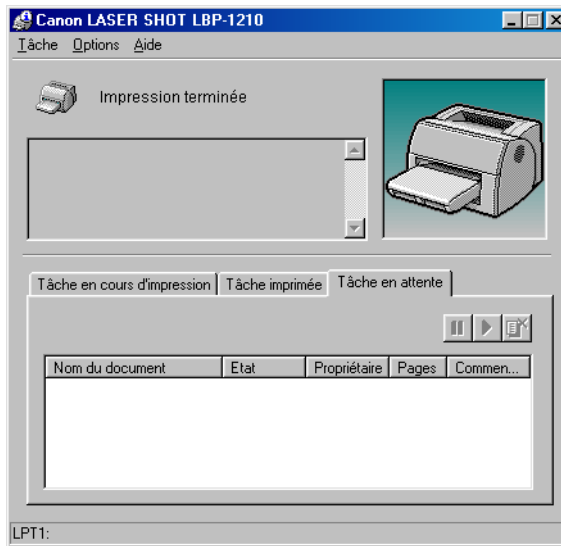 Canon LASER SHOT LBP-1210
Tâche Options Aide
Impression terminée
Tâche en cours d'impression Tâche imprimée Tâche en attente
Nom du document Etat Propriétaire Pages Commen...
LPT1: